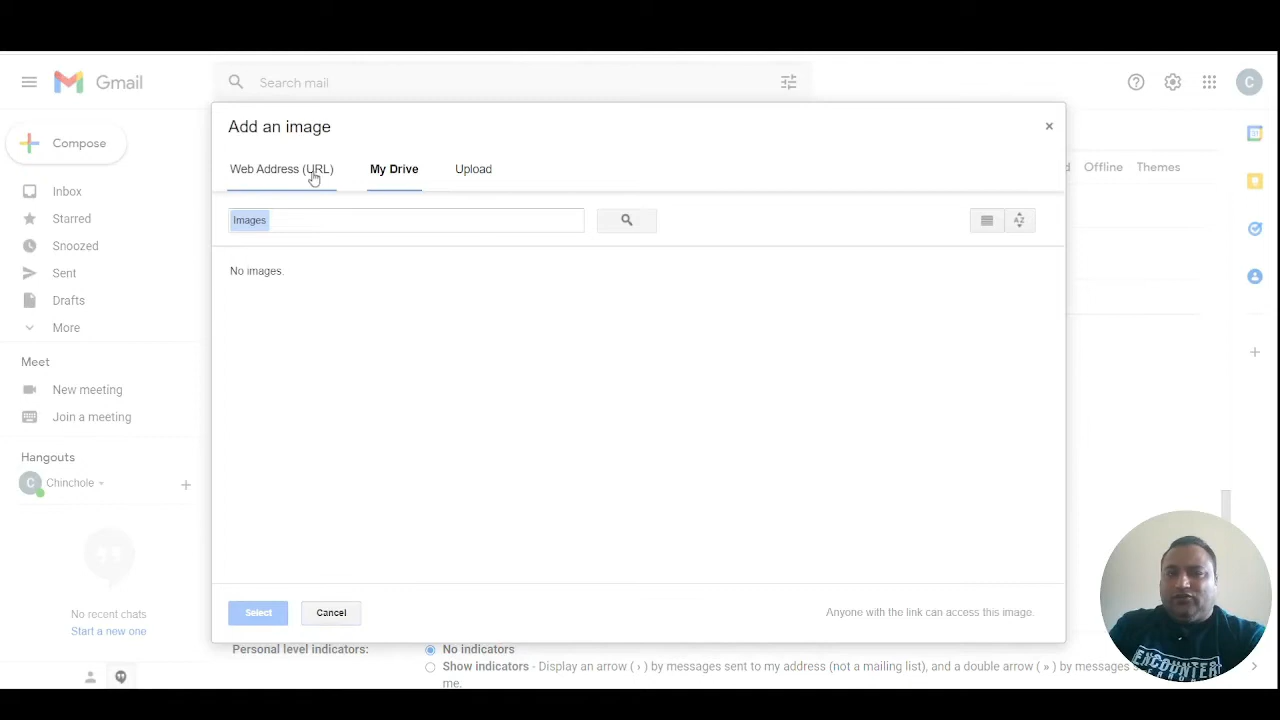 Gmail
Search mail
C
Compose
Add an image
×
Web Address (URL)
My Drive
Upload
Offline
Themes
Images
AZ
Inbox
Starred
Snoozed
Sent
Drafts
More
No images.
Meet
New meeting
Join a meeting
Hangouts
C
Chinchole
No recent chats
Start a new one
Select
Cancel
Anyone with the link can access this image.
Personal level indicators:
No indicators
Show indicators - Display an arrow ( › ) by messages sent to my address (not a mailing list), and a double arrow ( » ) by messages
me.
ENCOUNTER